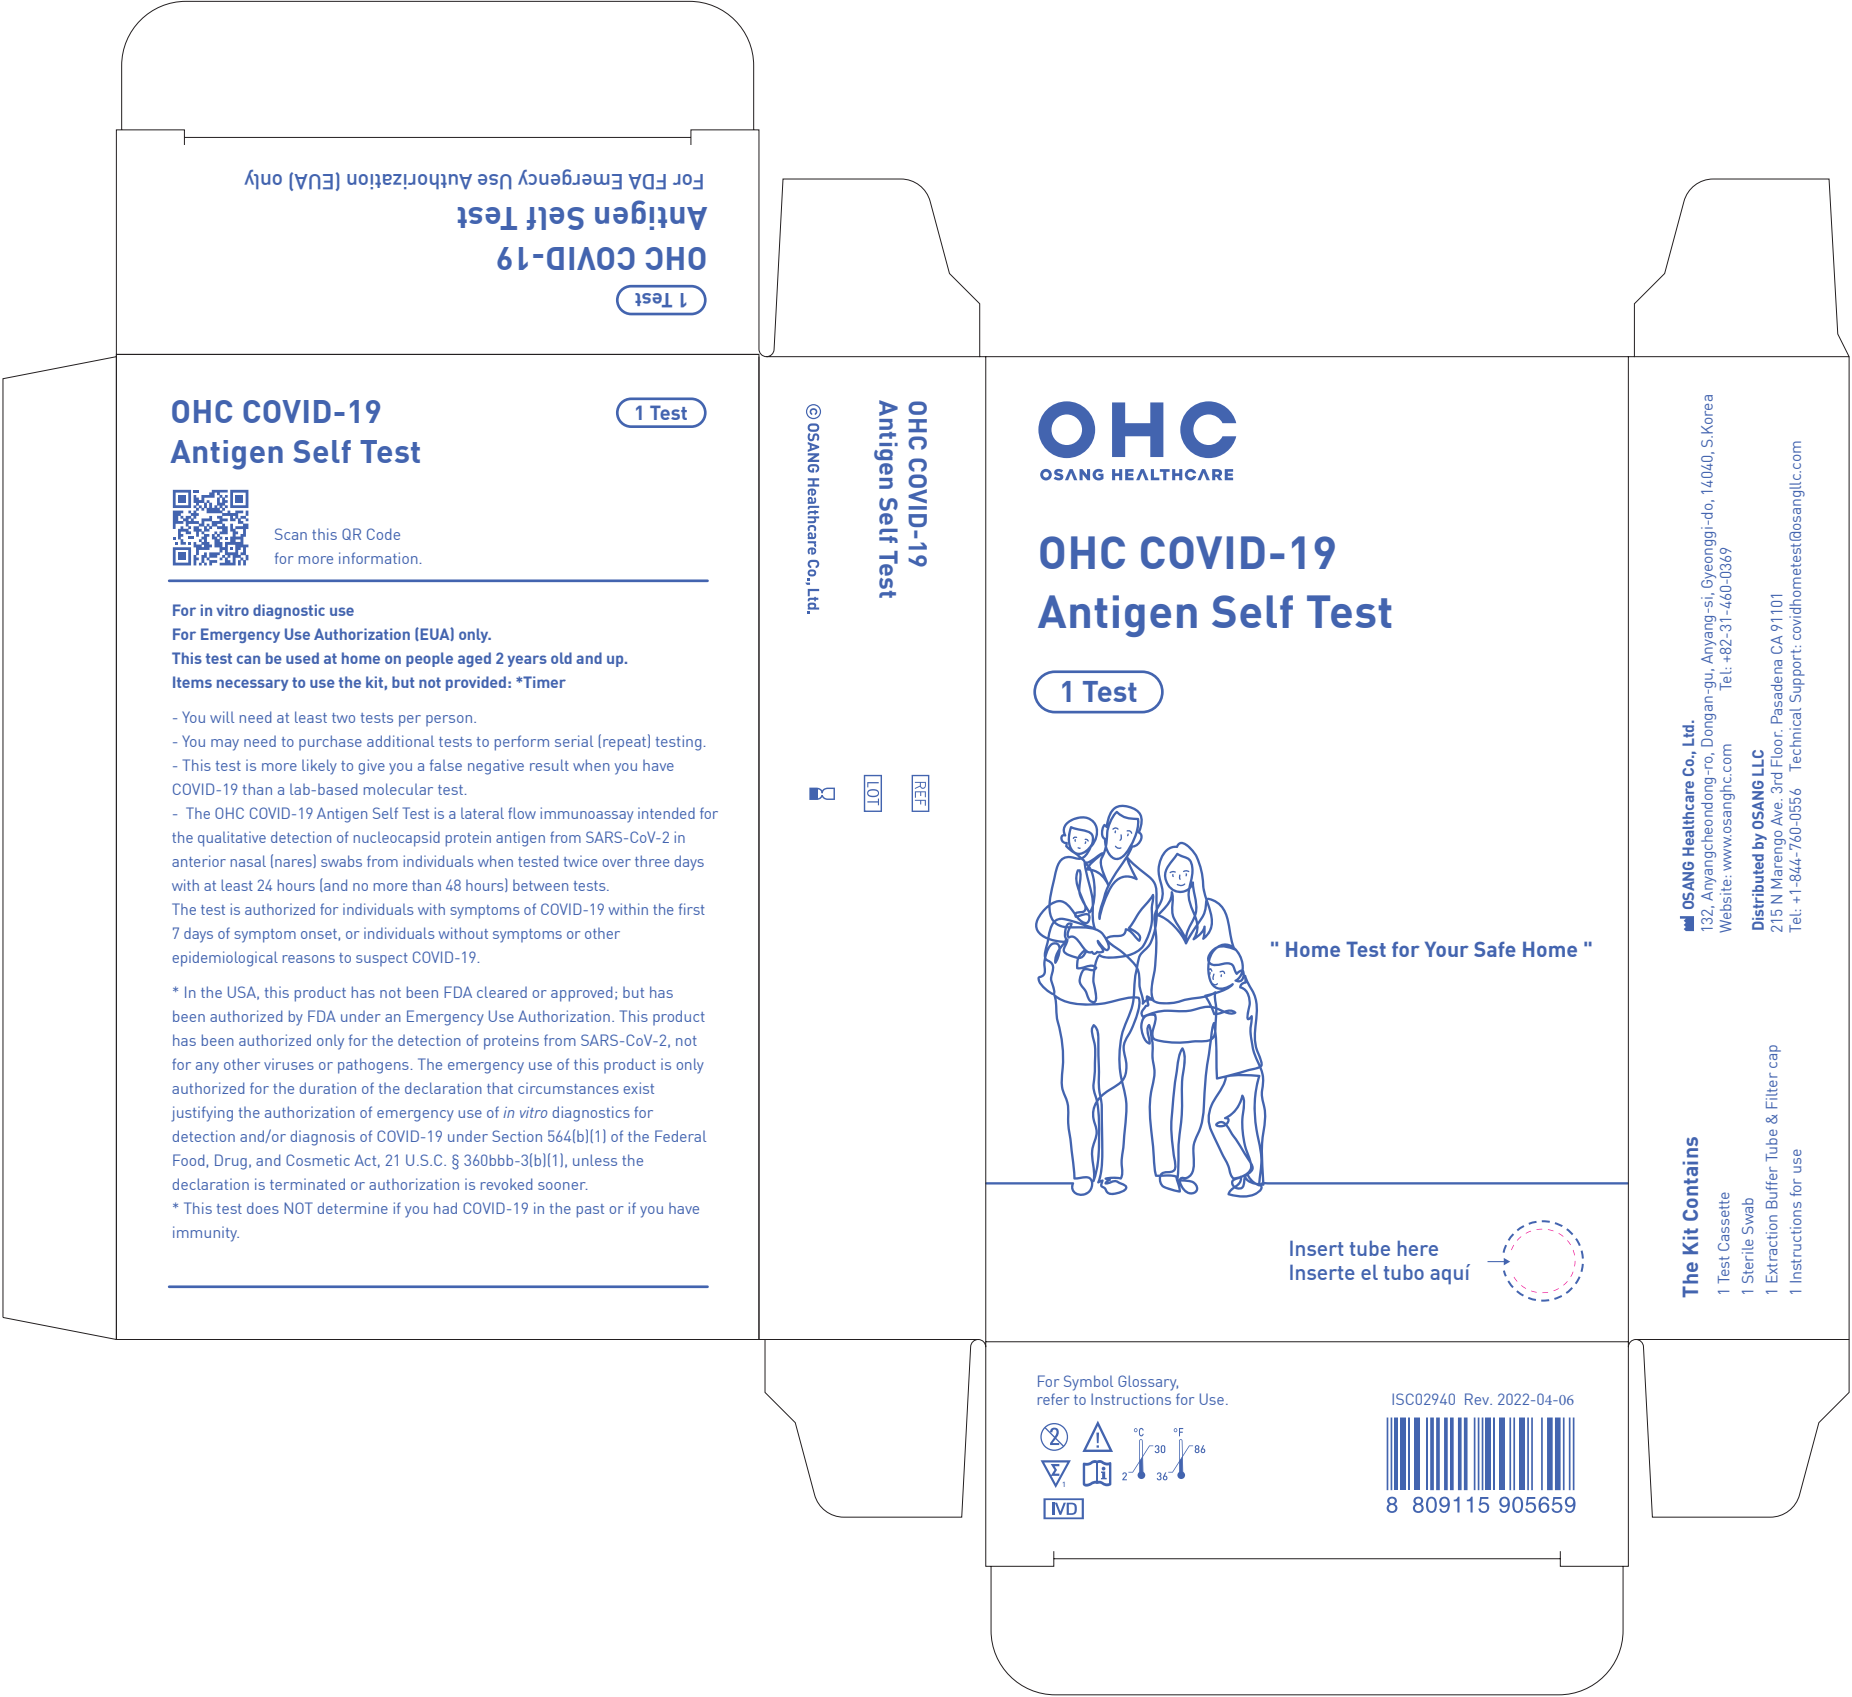 For FDA Emergency Use Authorization (EUA) only
Antigen Self Test
OHC COVID-19
1 Test
OHC COVID-19
Antigen Self Test
1 Test
Scan this QR Code
for more information.
For in vitro diagnostic use
For Emergency Use Authorization (EUA) only.
This test can be used at home on people aged 2 years old and up.
Items necessary to use the kit, but not provided: *Timer
- You will need at least two tests per person.
- You may need to purchase additional tests to perform serial (repeat) testing.
- This test is more likely to give you a false negative result when you have
COVID-19 than a lab-based molecular test.
- The OHC COVID-19 Antigen Self Test is a lateral flow immunoassay intended for
the qualitative detection of nucleocapsid protein antigen from SARS-CoV-2 in
anterior nasal (nares) swabs from individuals when tested twice over three days
with at least 24 hours (and no more than 48 hours) between tests.
The test is authorized for individuals with symptoms of COVID-19 within the first
7 days of symptom onset, or individuals without symptoms or other
epidemiological reasons to suspect COVID-19.
* In the USA, this product has not been FDA cleared or approved; but has
been authorized by FDA under an Emergency Use Authorization. This product
has been authorized only for the detection of proteins from SARS-CoV-2, not
for any other viruses or pathogens. The emergency use of this product is only
authorized for the duration of the declaration that circumstances exist
justifying the authorization of emergency use of in vitro diagnostics for
detection and/or diagnosis of COVID-19 under Section 564(b)(1) of the Federal
Food, Drug, and Cosmetic Act, 21 U.S.C. § 360bbb-3(b)(1), unless the
declaration is terminated or authorization is revoked sooner.
* This test does NOT determine if you had COVID-19 in the past or if you have
immunity.
OHC COVID-19
Antigen Self Test
© OSANG Healthcare Co., Ltd.
REF
LOT
OHC
OSANG HEALTHCARE
OHC COVID-19
Antigen Self Test
1 Test
" Home Test for Your Safe Home "
Insert tube here
Inserte el tubo aquí
For Symbol Glossary,
refer to Instructions for Use.
2
Σ
1
°C
30
2
°F
86
36
IVD
ISC02940 Rev. 2022-04-06
8 809115 905659
OSANG Healthcare Co., Ltd.
132, Anyangcheondong-ro, Dongan-gu, Anyang-si, Gyeonggi-do, 14040, S.Korea
Website: www.osanghc.com Tel: +82-31-460-0369
Distributed by OSANG LLC
215 N Marengo Ave. 3rd Floor. Pasadena CA 91101
Tel: +1-844-760-0556 Technical Support: covidhometest@osangllc.com
The Kit Contains
1 Test Cassette
1 Sterile Swab
1 Extraction Buffer Tube & Filter cap
1 Instructions for use